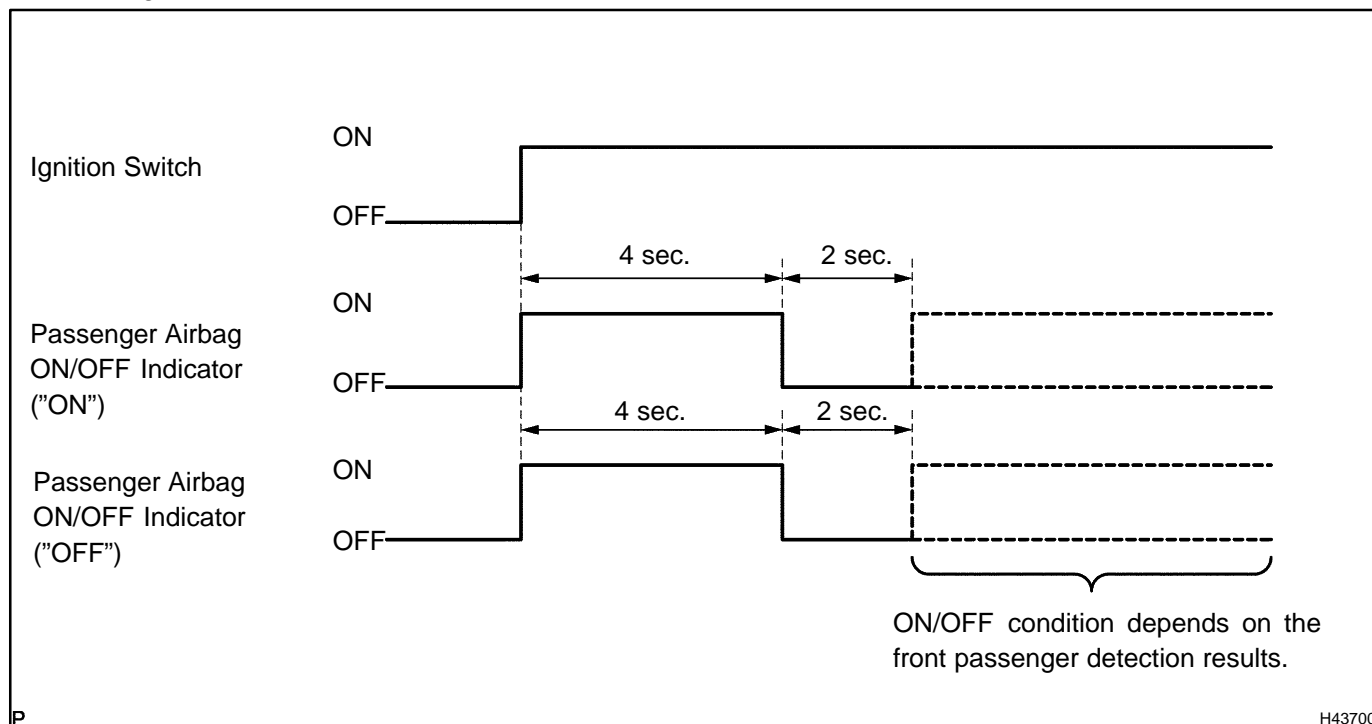 ON
Ignition Switch
OFF
4 sec. 2 sec.
ON
Passenger Airbag
ON/OFF Indicator
("ON")
OFF
4 sec. 2 sec.
ON
Passenger Airbag
ON/OFF Indicator
("OFF")
OFF
ON/OFF condition depends on the
front passenger detection results.
P
H43700